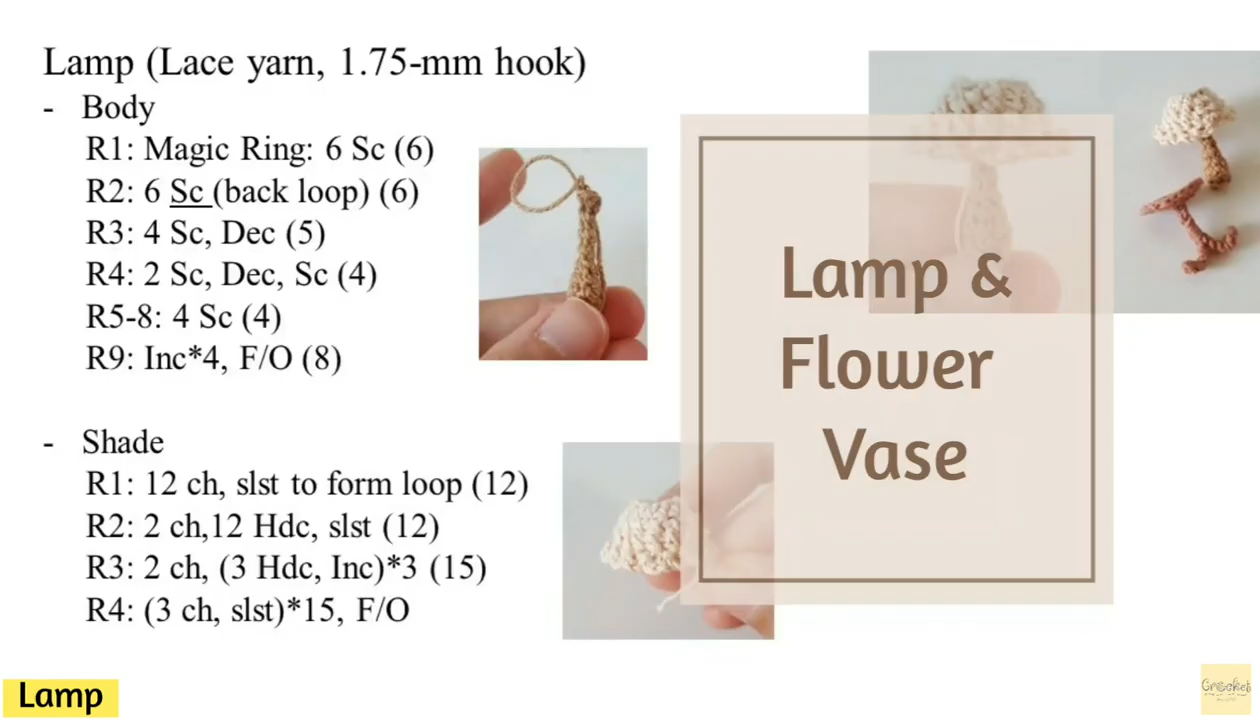 Lamp (Lace yarn, 1.75-mm hook)
- Body
R1: Magic Ring: 6 Sc (6)
R2: 6 Sc (back loop) (6)
R3: 4 Sc, Dec (5)
R4: 2 Sc, Dec, Sc (4)
R5-8: 4 Sc (4)
R9: Inc*4, F/O (8)
- Shade
R1: 12 ch, slst to form loop (12)
R2: 2 ch,12 Hdc, slst (12)
R3: 2 ch, (3 Hdc, Inc)*3 (15)
R4: (3 ch, slst)*15, F/O
Lamp &
Flower
Vase
Lamp
Crochet